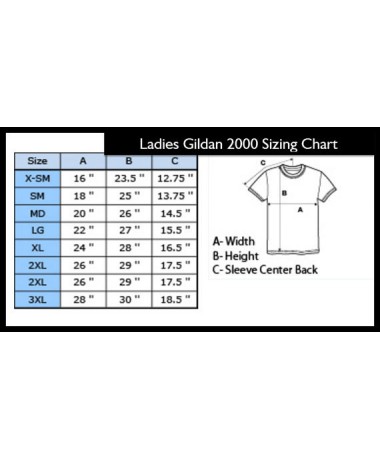 Ladies Gildan 2000 Sizing Chart
Size A B C
X-SM 16 " 23.5 " 12.75 "
SM 18 " 25 " 13.75 "
MD 20 " 26 " 14.5 "
LG 22 " 27 " 15.5 "
XL 24 " 28 " 16.5 "
2XL 26 " 29 " 17.5 "
2XL 26 " 29 " 17.5 "
3XL 28 " 30 " 18.5 "
C
B
A
A- Width
B- Height
C- Sleeve Center Back